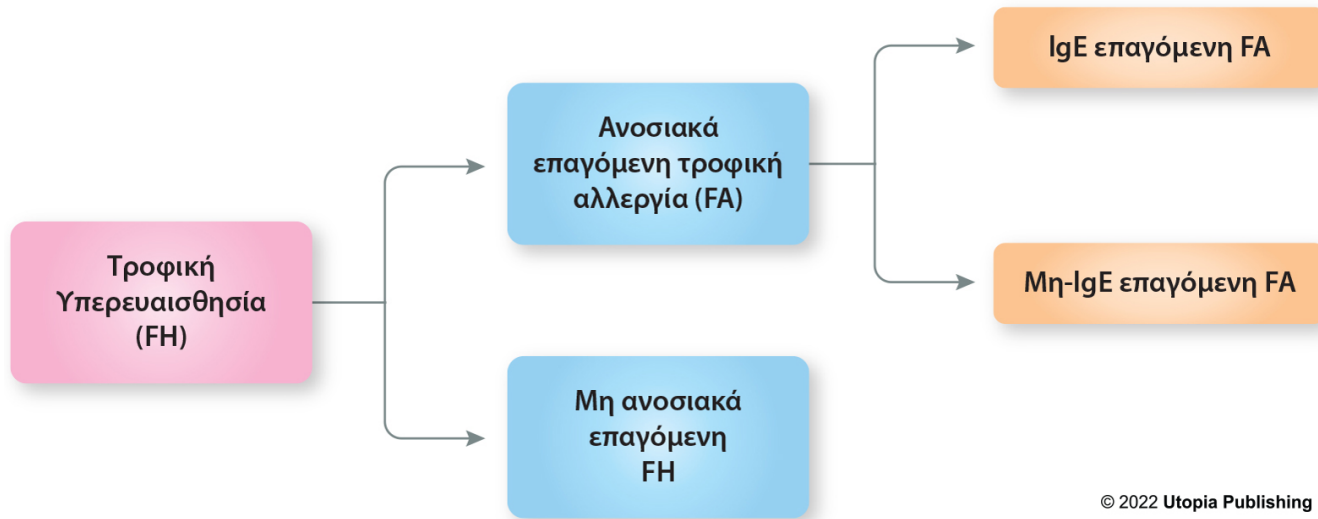 Τροφική
Υπερευαισθησία
(FH)
Ανοσιακά
επαγόμενη τροφική
αλλεργία (FA)
Μη ανοσιακά
επαγόμενη
FH
IgE επαγόμενη FA
Μη-IgE επαγόμενη FA
© 2022 Utopia Publishing